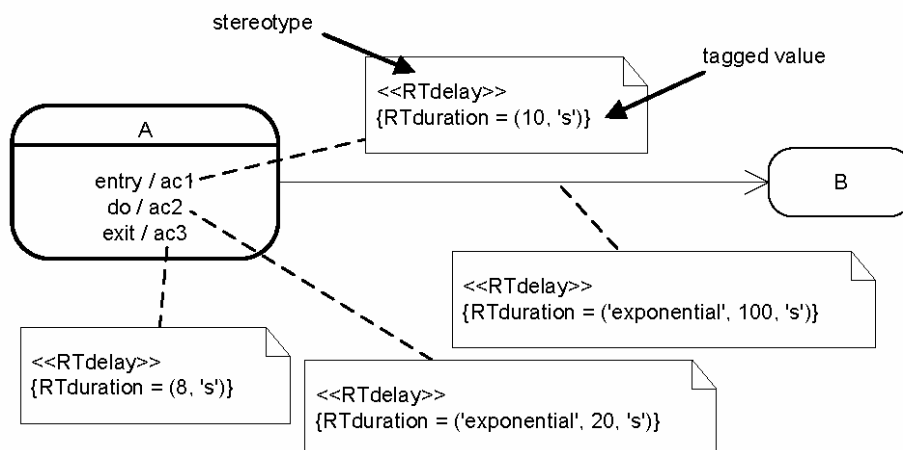 stereotype
tagged value
<<RTdelay>>
{RTduration = (10, 's')}
A
entry / ac1
do / ac2
exit / ac3
B
<<RTdelay>>
{RTduration = ('exponential', 100, 's')}
<<RTdelay>>
{RTduration = (8, 's')}
<<RTdelay>>
{RTduration = ('exponential', 20, 's')}